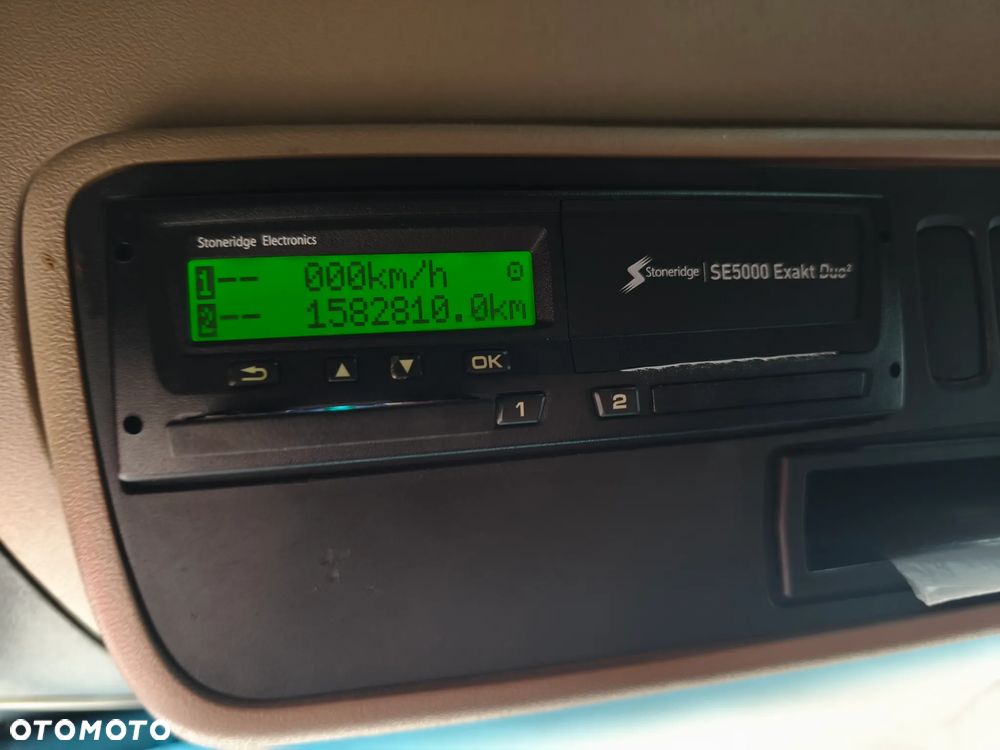 Stoneridge Electronics
1-- 000km/h
2-- 1582810.0km
OK
1
2
Stoneridge SE5000 Exakt Duo²
OTOMOTO